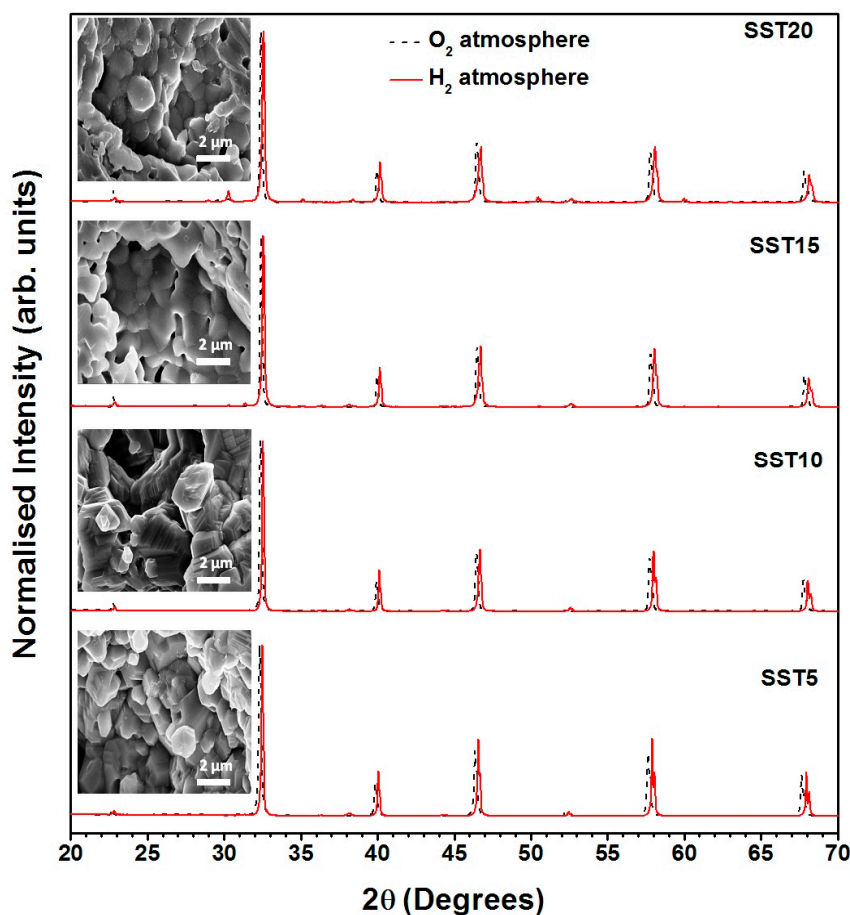 SST20
O₂ atmosphere
H₂ atmosphere
2 µm
SST15
2 µm
SST10
2 µm
SST5
2 µm
Normalised Intensity (arb. units)
20 25 30 35 40 45 50 55 60 65 70
2θ (Degrees)